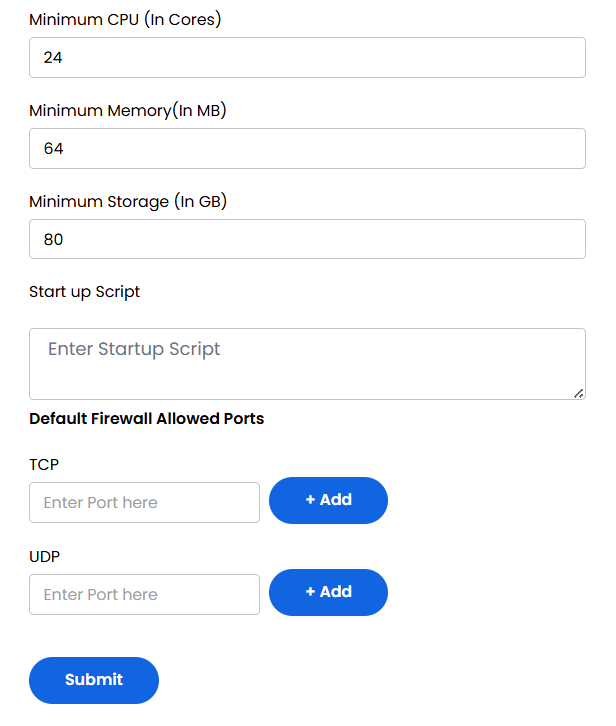 Minimum CPU (In Cores)
24
Minimum Memory(In MB)
64
Minimum Storage (In GB)
80
Start up Script
Enter Startup Script
Default Firewall Allowed Ports
TCP
Enter Port here
+ Add
UDP
Enter Port here
+ Add
Submit